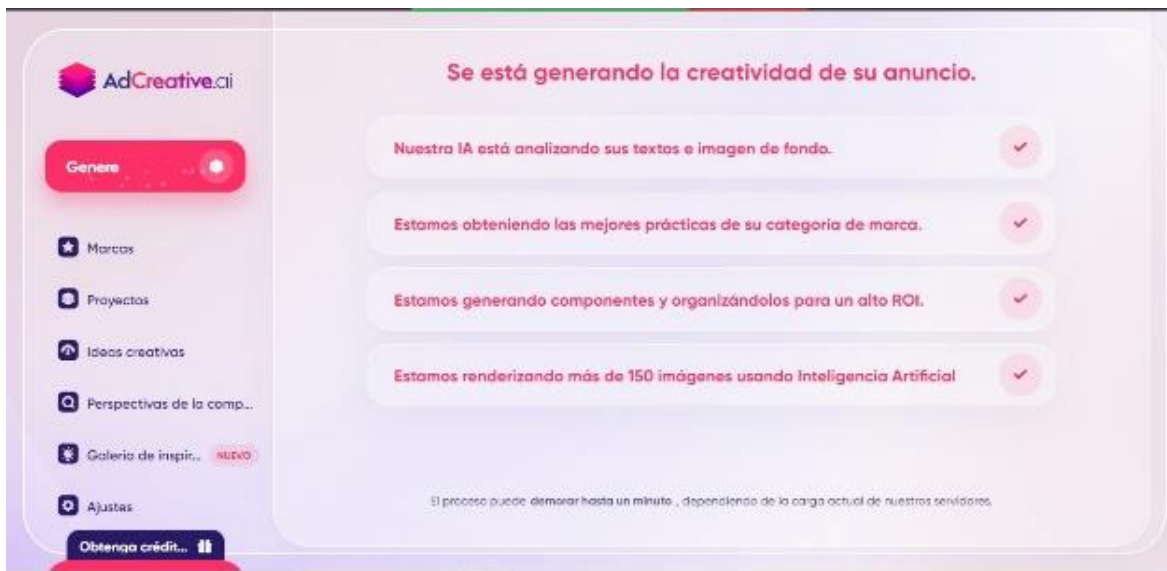 AdCreative.ai
Genere
Marcas
Proyectos
Ideas creativas
Perspectivas de la comp...
Galeria de inspir... NUEVO
Ajustes
Obtenga crédit...
Se está generando la creatividad de su anuncio.
Nuestra IA está analizando sus textos e imagen de fondo.
Estamos obteniendo las mejores prácticas de su categoría de marca.
Estamos generando componentes y organizándolos para un alto ROI.
Estamos renderizando más de 150 imágenes usando Inteligencia Artificial
El proceso puede demorar hasta un minuto , dependiendo de la carga actual de nuestros servidores.